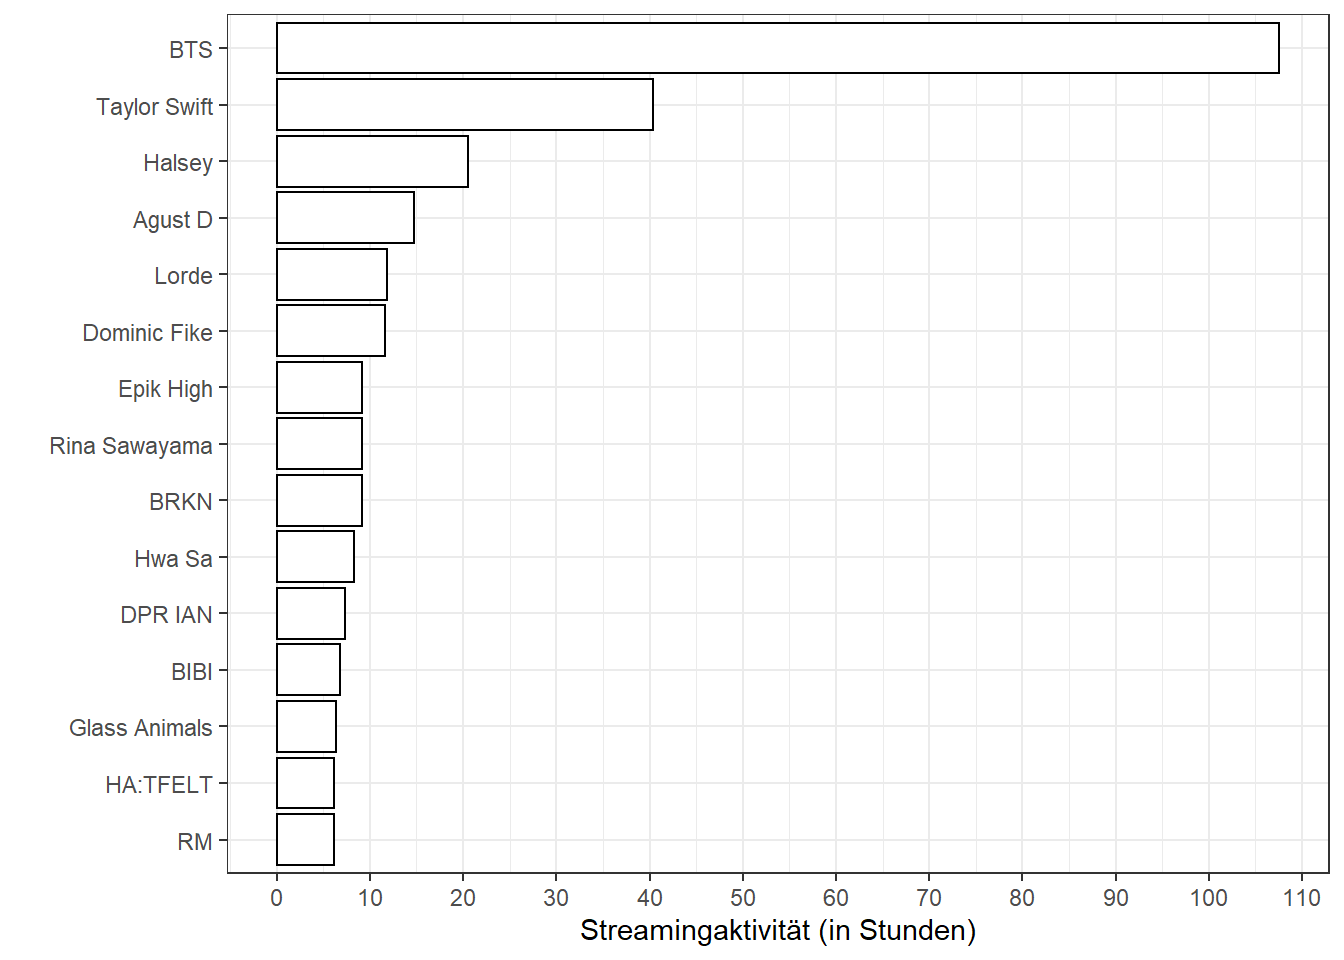 BTS
Taylor Swift
Halsey
Agust D
Lorde
Dominic Fike
Epik High
Rina Sawayama
BRKN
Hwa Sa
DPR IAN
BIBI
Glass Animals
HA:TFELT
RM
0 10 20 30 40 50 60 70 80 90 100 110
Streamingaktivität (in Stunden)